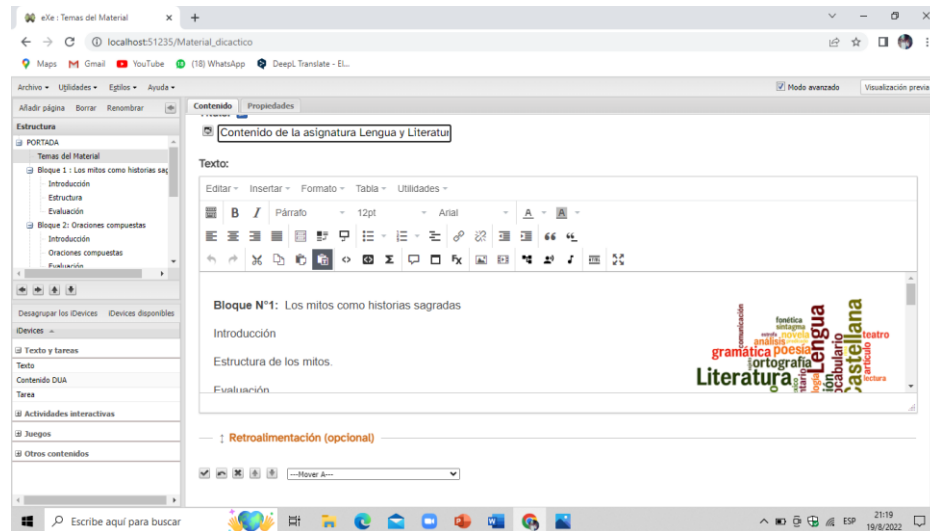 eXe : Temas del Material
localhost:51235/Material_dicactico
Maps Gmail YouTube (18) WhatsApp DeepL Translate - El...
Archivo Utilidades Estilos Ayuda Modo avanzado Visualización previa
Añadir página Borrar Renombrar
Contenido Propiedades
Estructura
PORTADA
Temas del Material
Bloque 1 : Los mitos como historias sag
Introducción
Estructura
Evaluación
Bloque 2: Oraciones compuestas
Introducción
Oraciones compuestas
Evaluación
Desagrupar los iDevices iDevices disponibles
iDevices
Texto y tareas
Texto
Contenido DUA
Tarea
Actividades interactivas
Juegos
Otros contenidos
Contenido de la asignatura Lengua y Literatur
Texto:
Editar Insertar Formato Tabla Utilidades
B I Párrafo 12pt Arial A A
Bloque N°1: Los mitos como historias sagradas
Introducción
Estructura de los mitos.
Evaluación
comunicación
fonética
sintagma
novela
análisis
gramática poesía
ortografía
Literatura
Lengua
vocabulario
Castellana
teatro
artículo
lectura
Retroalimentación (opcional)
---Mover A---
Escribe aquí para buscar
ESP
21:19
19/8/2022